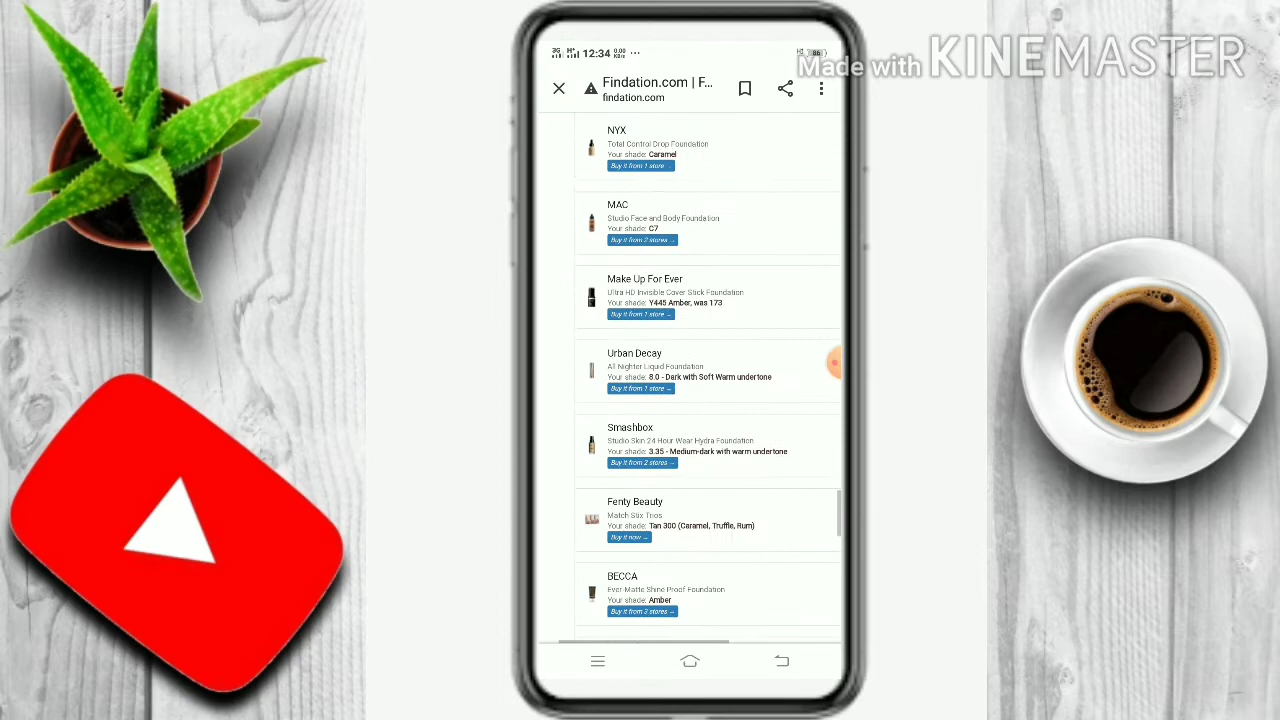 Made with KINEMASTER
3G H+ 12:34 0.00 KB/s ... 86
Findation.com | F...
findation.com
NYX
Total Control Drop Foundation
Your shade: Caramel
Buy it from 1 store →
MAC
Studio Face and Body Foundation
Your shade: C7
Buy it from 2 stores →
Make Up For Ever
Ultra HD Invisible Cover Stick Foundation
Your shade: Y445 Amber, was 173
Buy it from 1 store →
Urban Decay
All Nighter Liquid Foundation
Your shade: 8.0 - Dark with Soft Warm undertone
Buy it from 1 store →
Smashbox
Studio Skin 24 Hour Wear Hydra Foundation
Your shade: 3.35 - Medium-dark with warm undertone
Buy it from 2 stores →
Fenty Beauty
Match Stix Trios
Your shade: Tan 300 (Caramel, Truffle, Rum)
Buy it now →
BECCA
Ever-Matte Shine Proof Foundation
Your shade: Amber
Buy it from 3 stores →